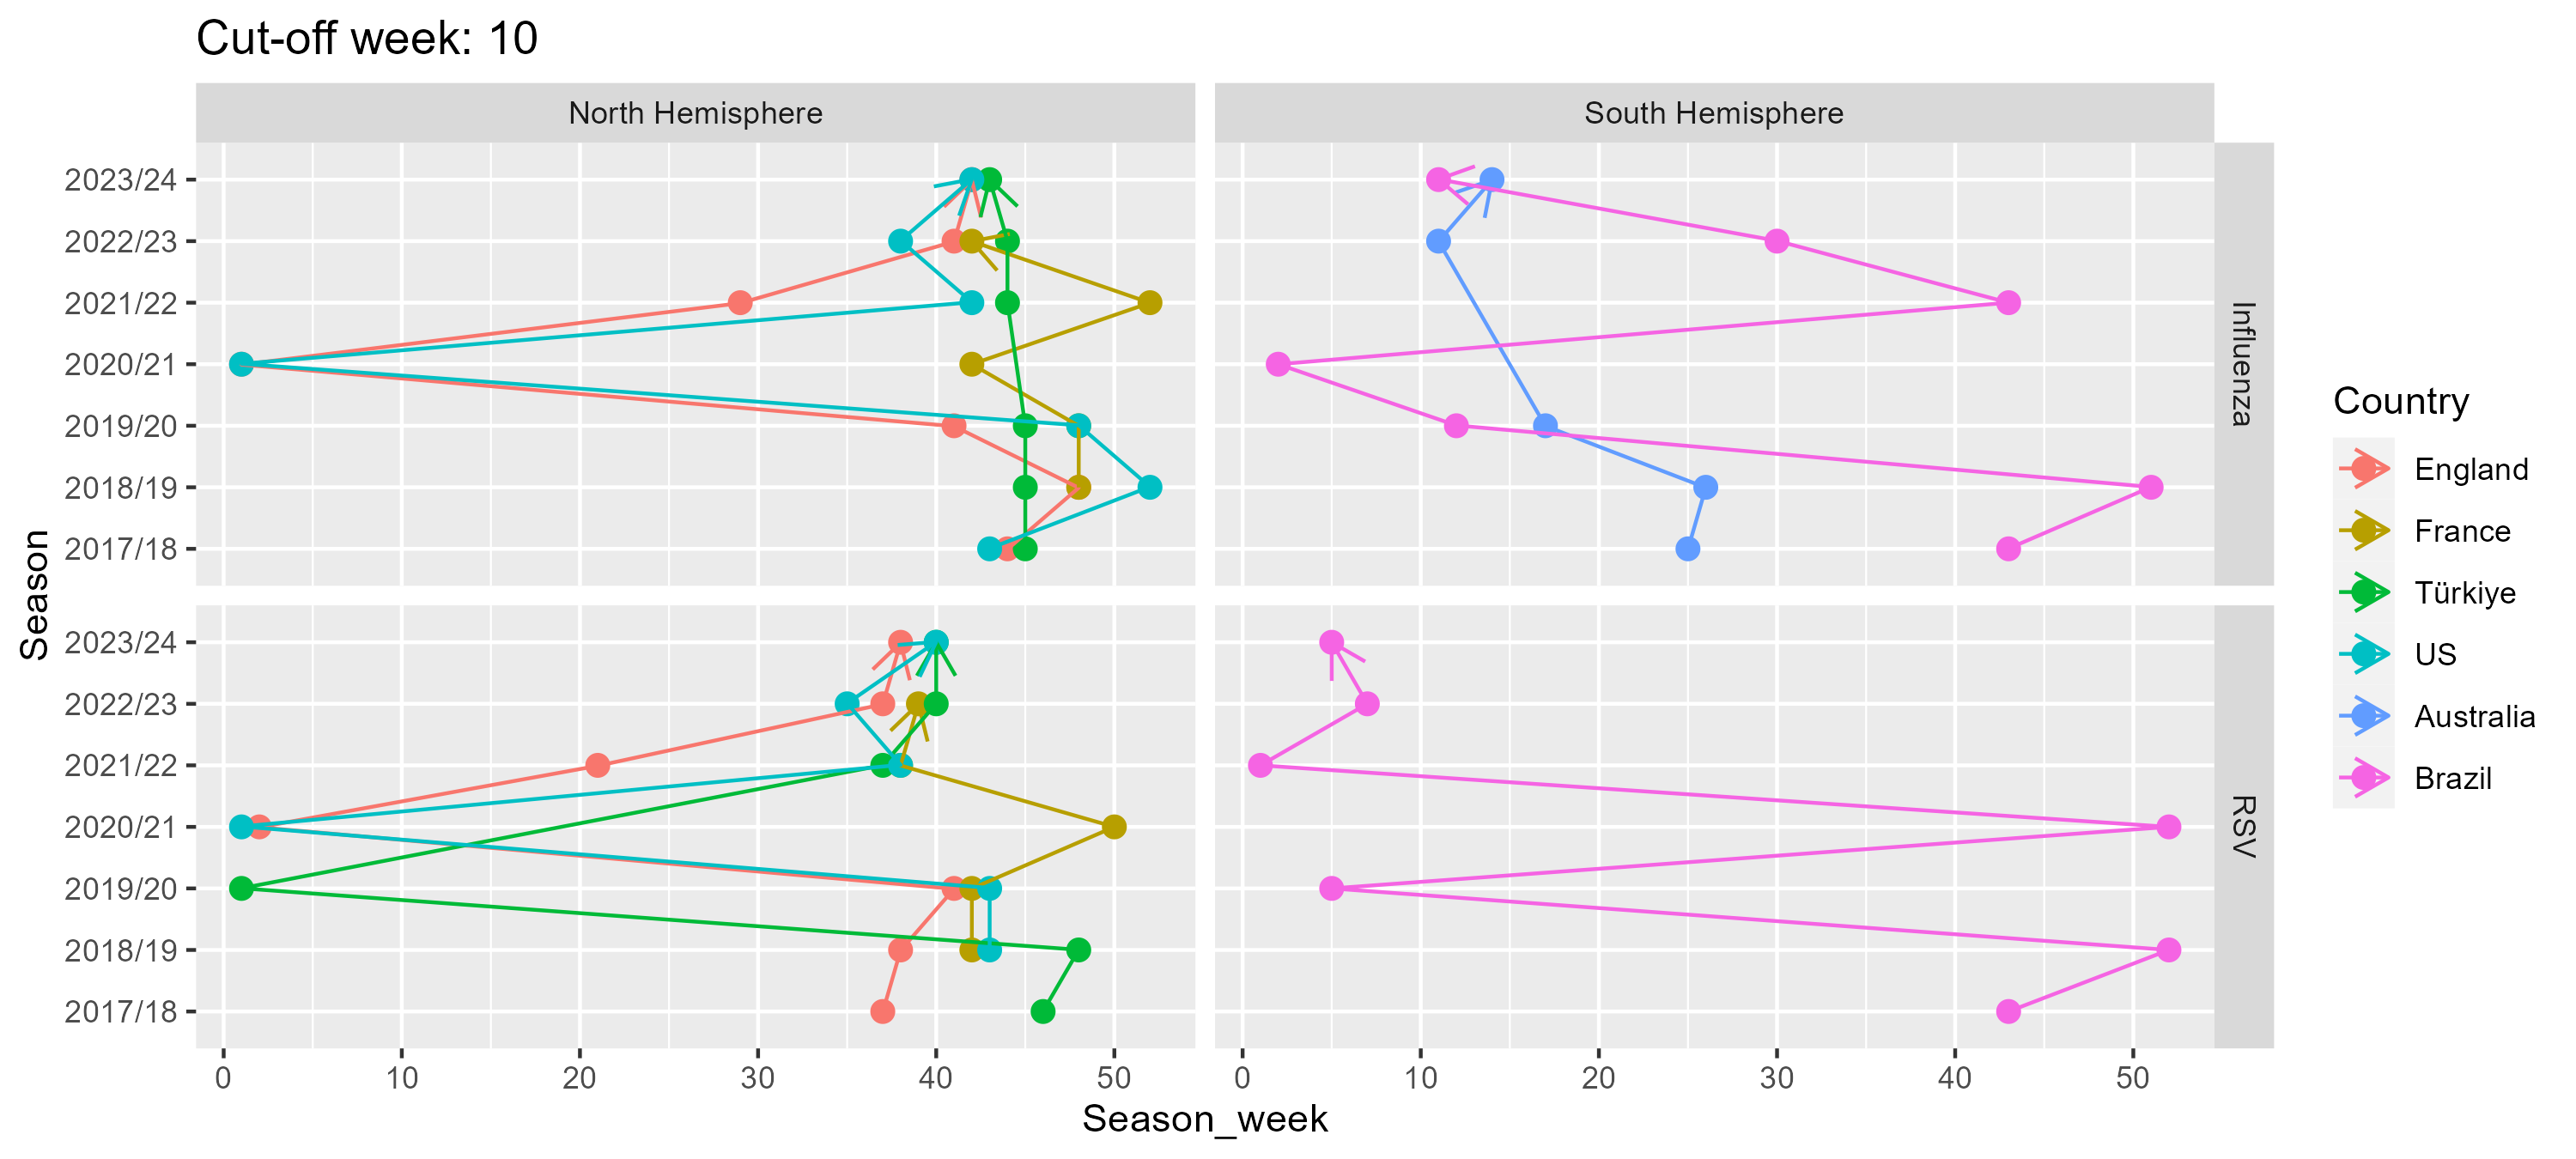 Cut-off week: 10
North Hemisphere
South Hemisphere
2023/24
2022/23
2021/22
2020/21
2019/20
2018/19
2017/18
Influenza
2023/24
2022/23
2021/22
2020/21
2019/20
2018/19
2017/18
RSV
Season
0 10 20 30 40 50
0 10 20 30 40 50
Season_week
Country
England
France
Türkiye
US
Australia
Brazil